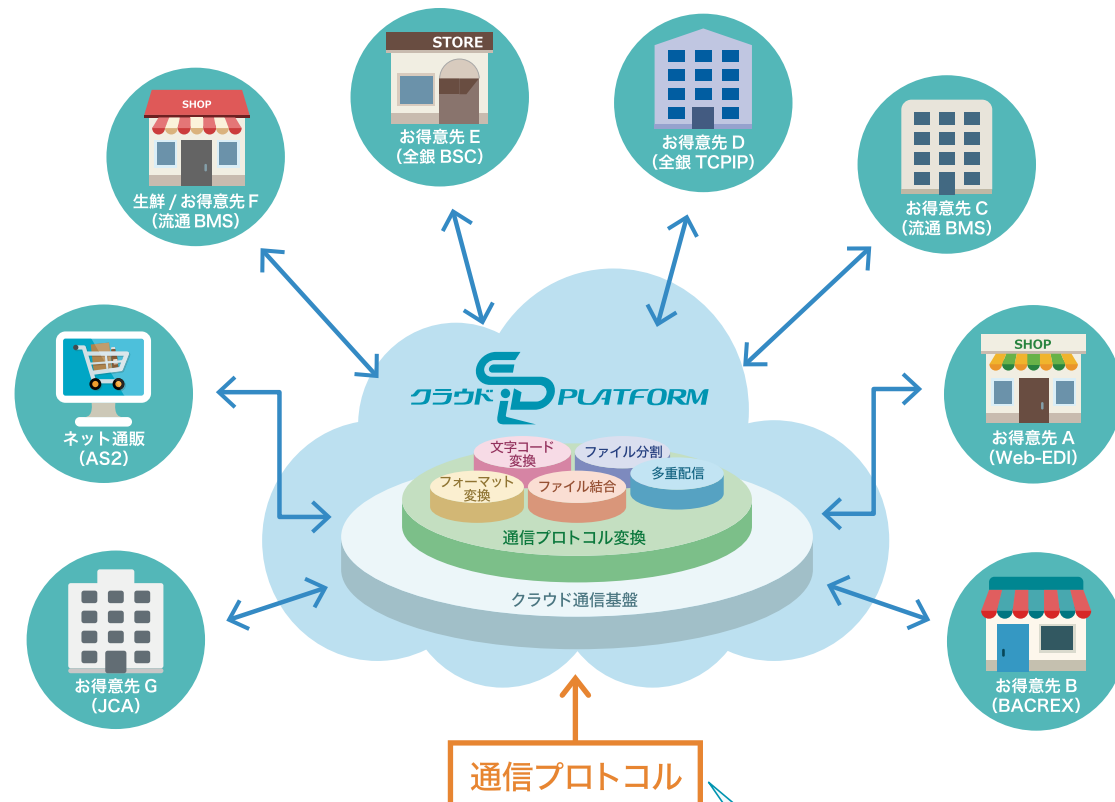 STORE
お得意先 E
(全銀 BSC)
お得意先 D
(全銀 TCPIP)
SHOP
生鮮 / お得意先 F
(流通 BMS)
お得意先 C
(流通 BMS)
ネット通販
(AS2)
クラウド EDI PLATFORM
SHOP
お得意先 A
(Web-EDI)
文字コード
変換
ファイル分割
フォーマット
変換
ファイル結合
多重配信
通信プロトコル変換
クラウド通信基盤
お得意先 G
(JCA)
お得意先 B
(BACREX)
通信プロトコル